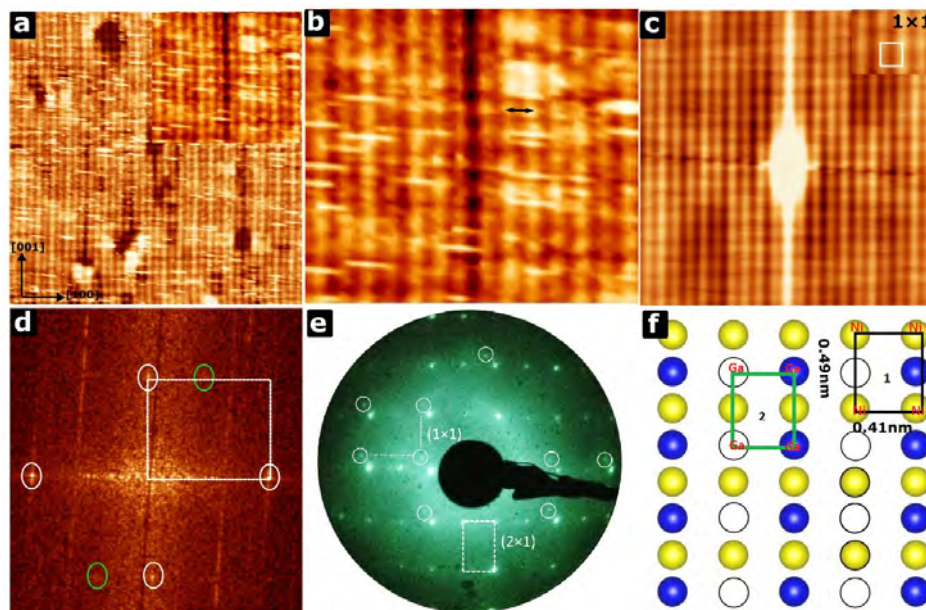 a
[001]
[100]
b
c
1×1
d
e
(1×1)
(2×1)
f
Ni Ni
Ga Ga
0.49nm
1
2
Ni Ni
0.41nm
Ga Ga